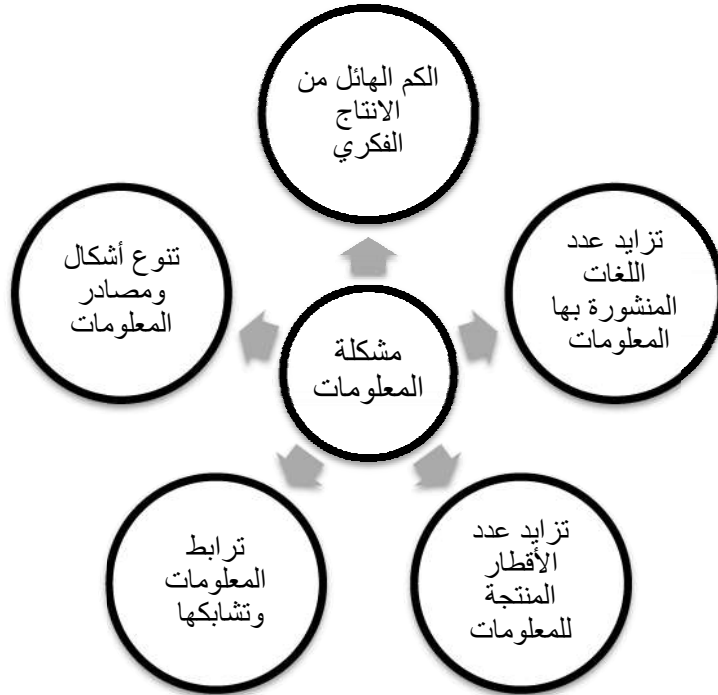 الكم الهائل من
الانتاج
الفكري
تزايد عدد
اللغات
المنشورة بها
المعلومات
تنوع أشكال
ومصادر
المعلومات
مشكلة
المعلومات
تزايد عدد
الأقطار
المنتجة
للمعلومات
ترابط
المعلومات
وتشابكها